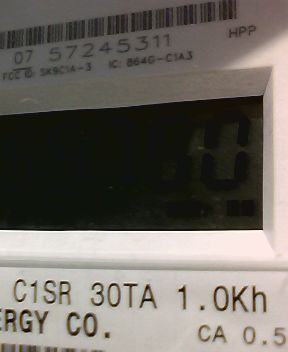 HPP
07 57245311
FCC ID: SK9C1A-3 IC: 864G-C1A3
C1SR 30TA 1.0Kh
ERGY CO. CA 0.5